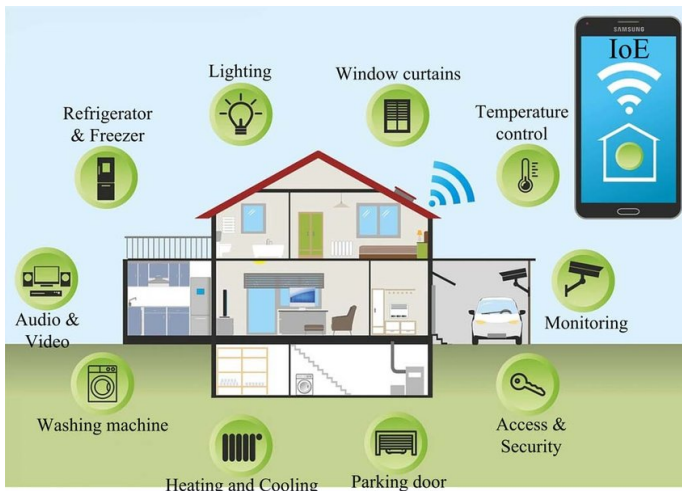 SAMSUNG
IoE
Lighting
Window curtains
Refrigerator
& Freezer
Temperature
control
Audio &
Video
Monitoring
Washing machine
Access &
Security
Heating and Cooling
Parking door